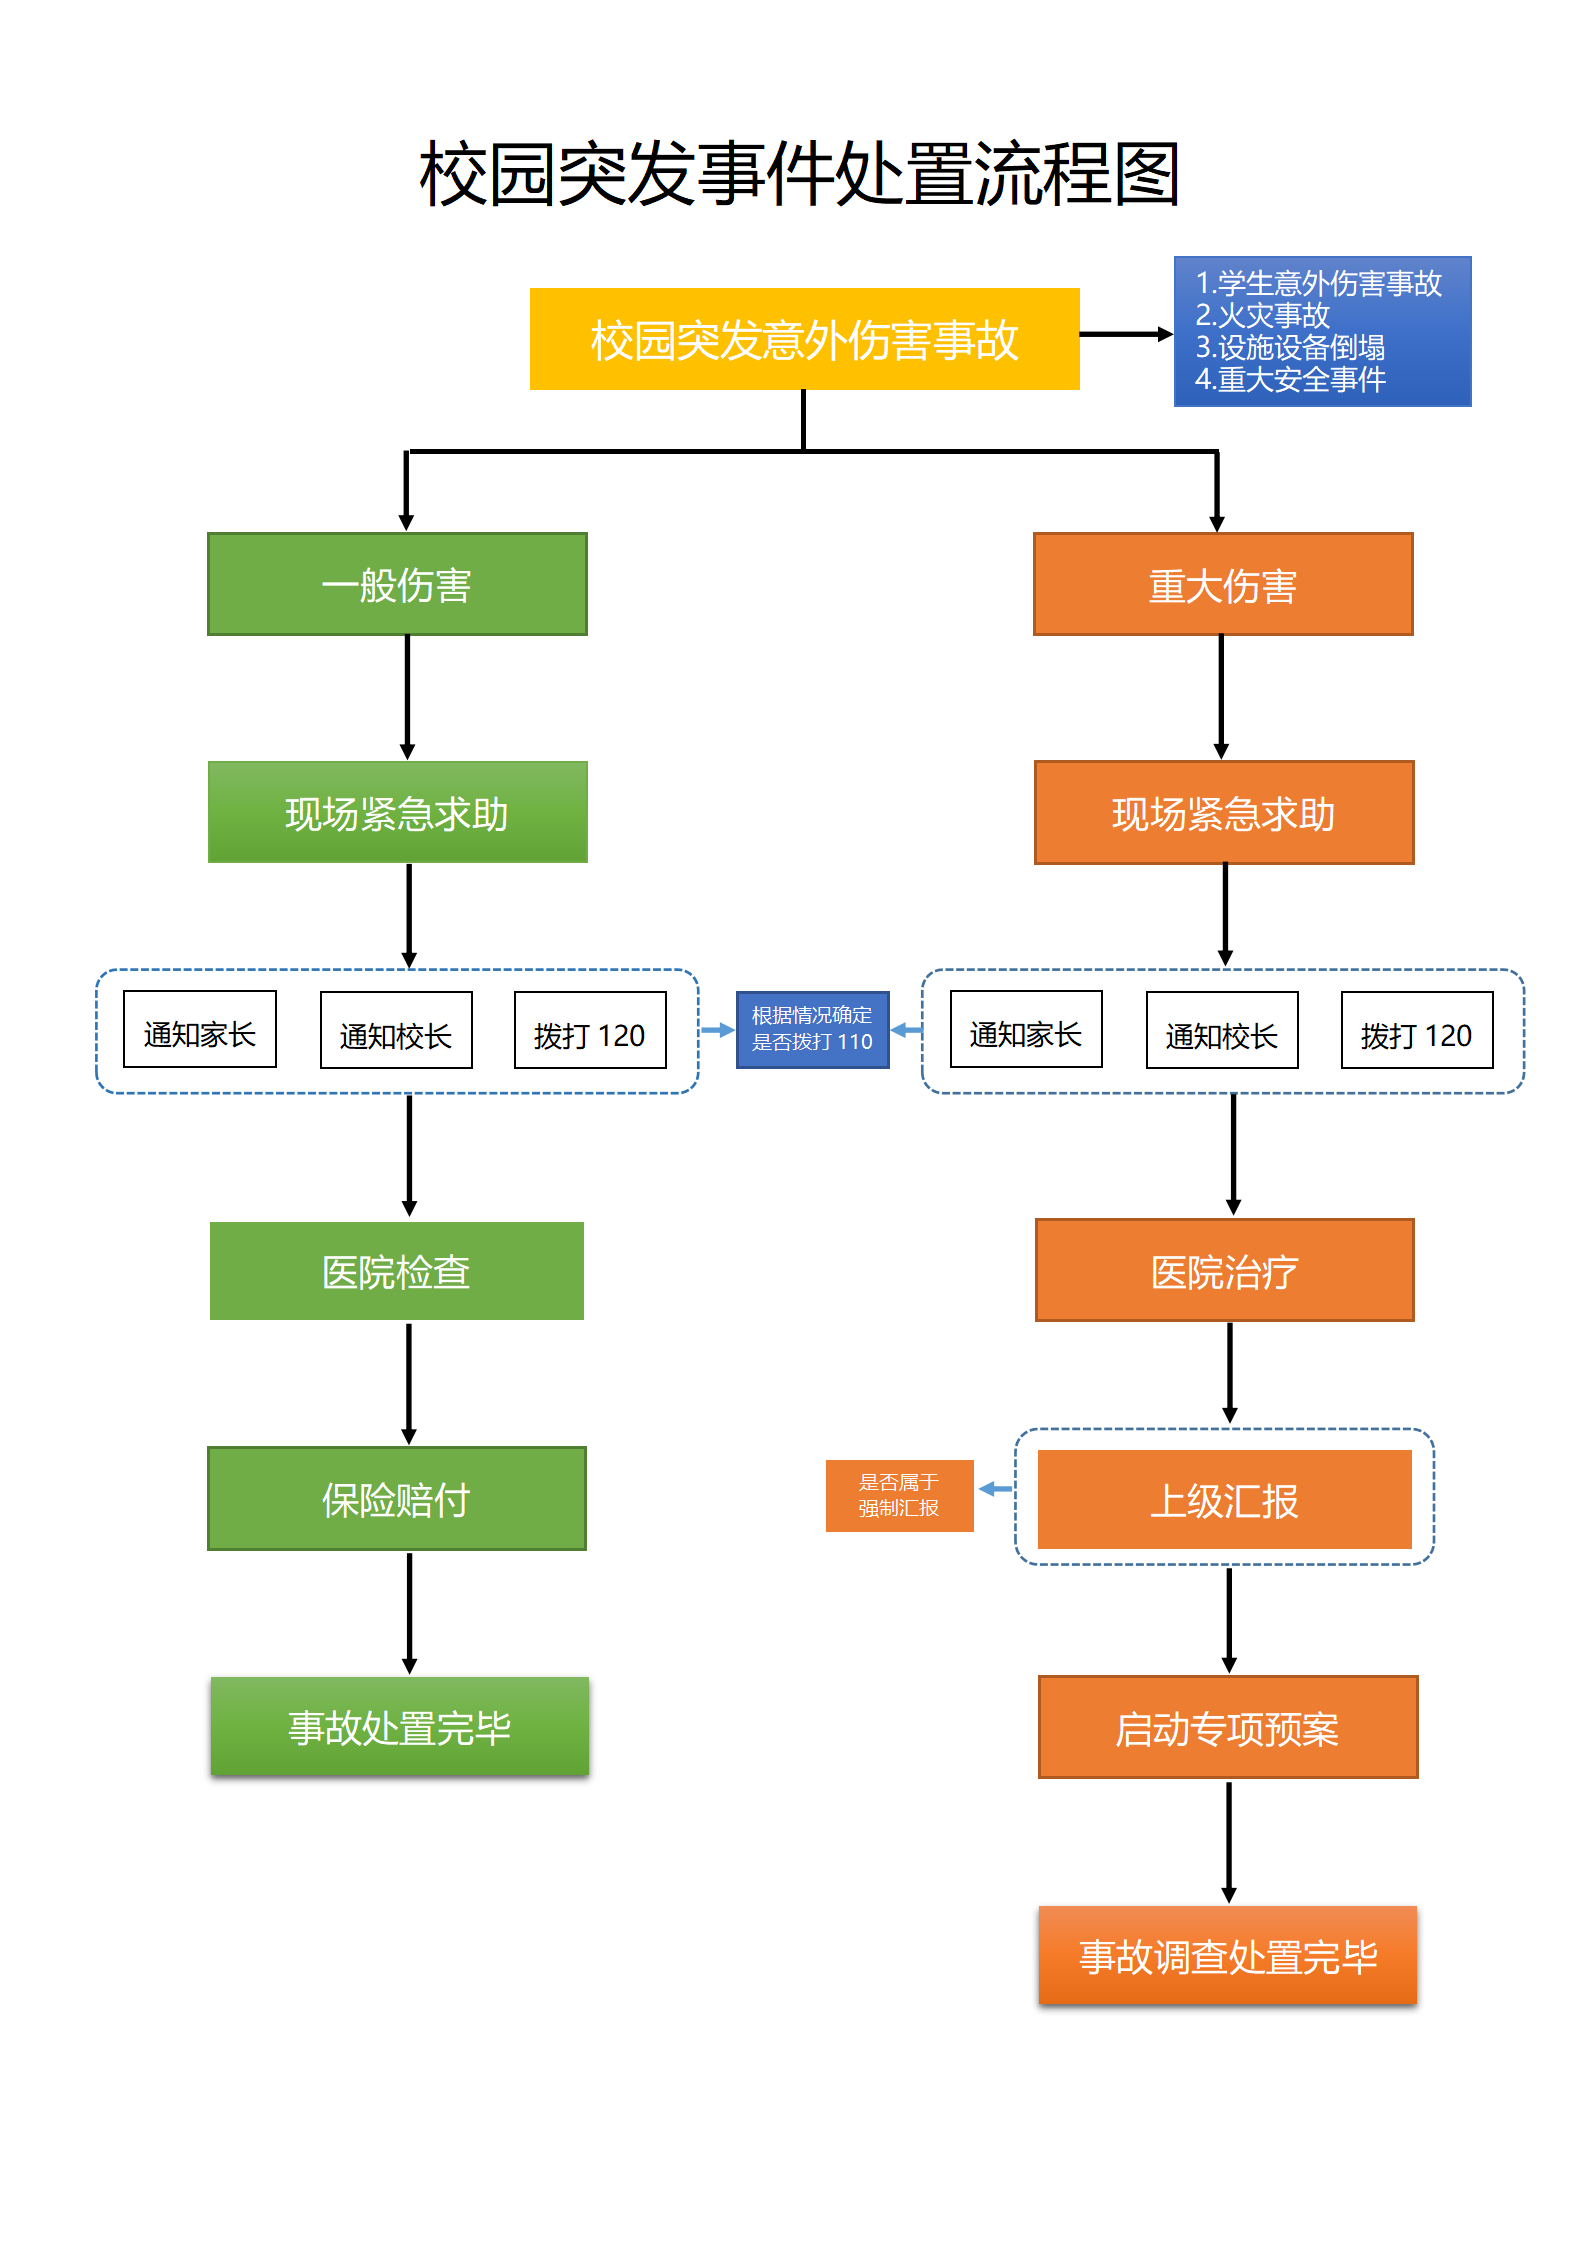 校园突发事件处置流程图
校园突发意外伤害事故
1.学生意外伤害事故
2.火灾事故
3.设施设备倒塌
4.重大安全事件
一般伤害
重大伤害
现场紧急求助
现场紧急求助
通知家长
通知校长
拨打 120
根据情况确定
是否拨打 110
通知家长
通知校长
拨打 120
医院检查
医院治疗
保险赔付
是否属于
强制汇报
上级汇报
事故处置完毕
启动专项预案
事故调查处置完毕